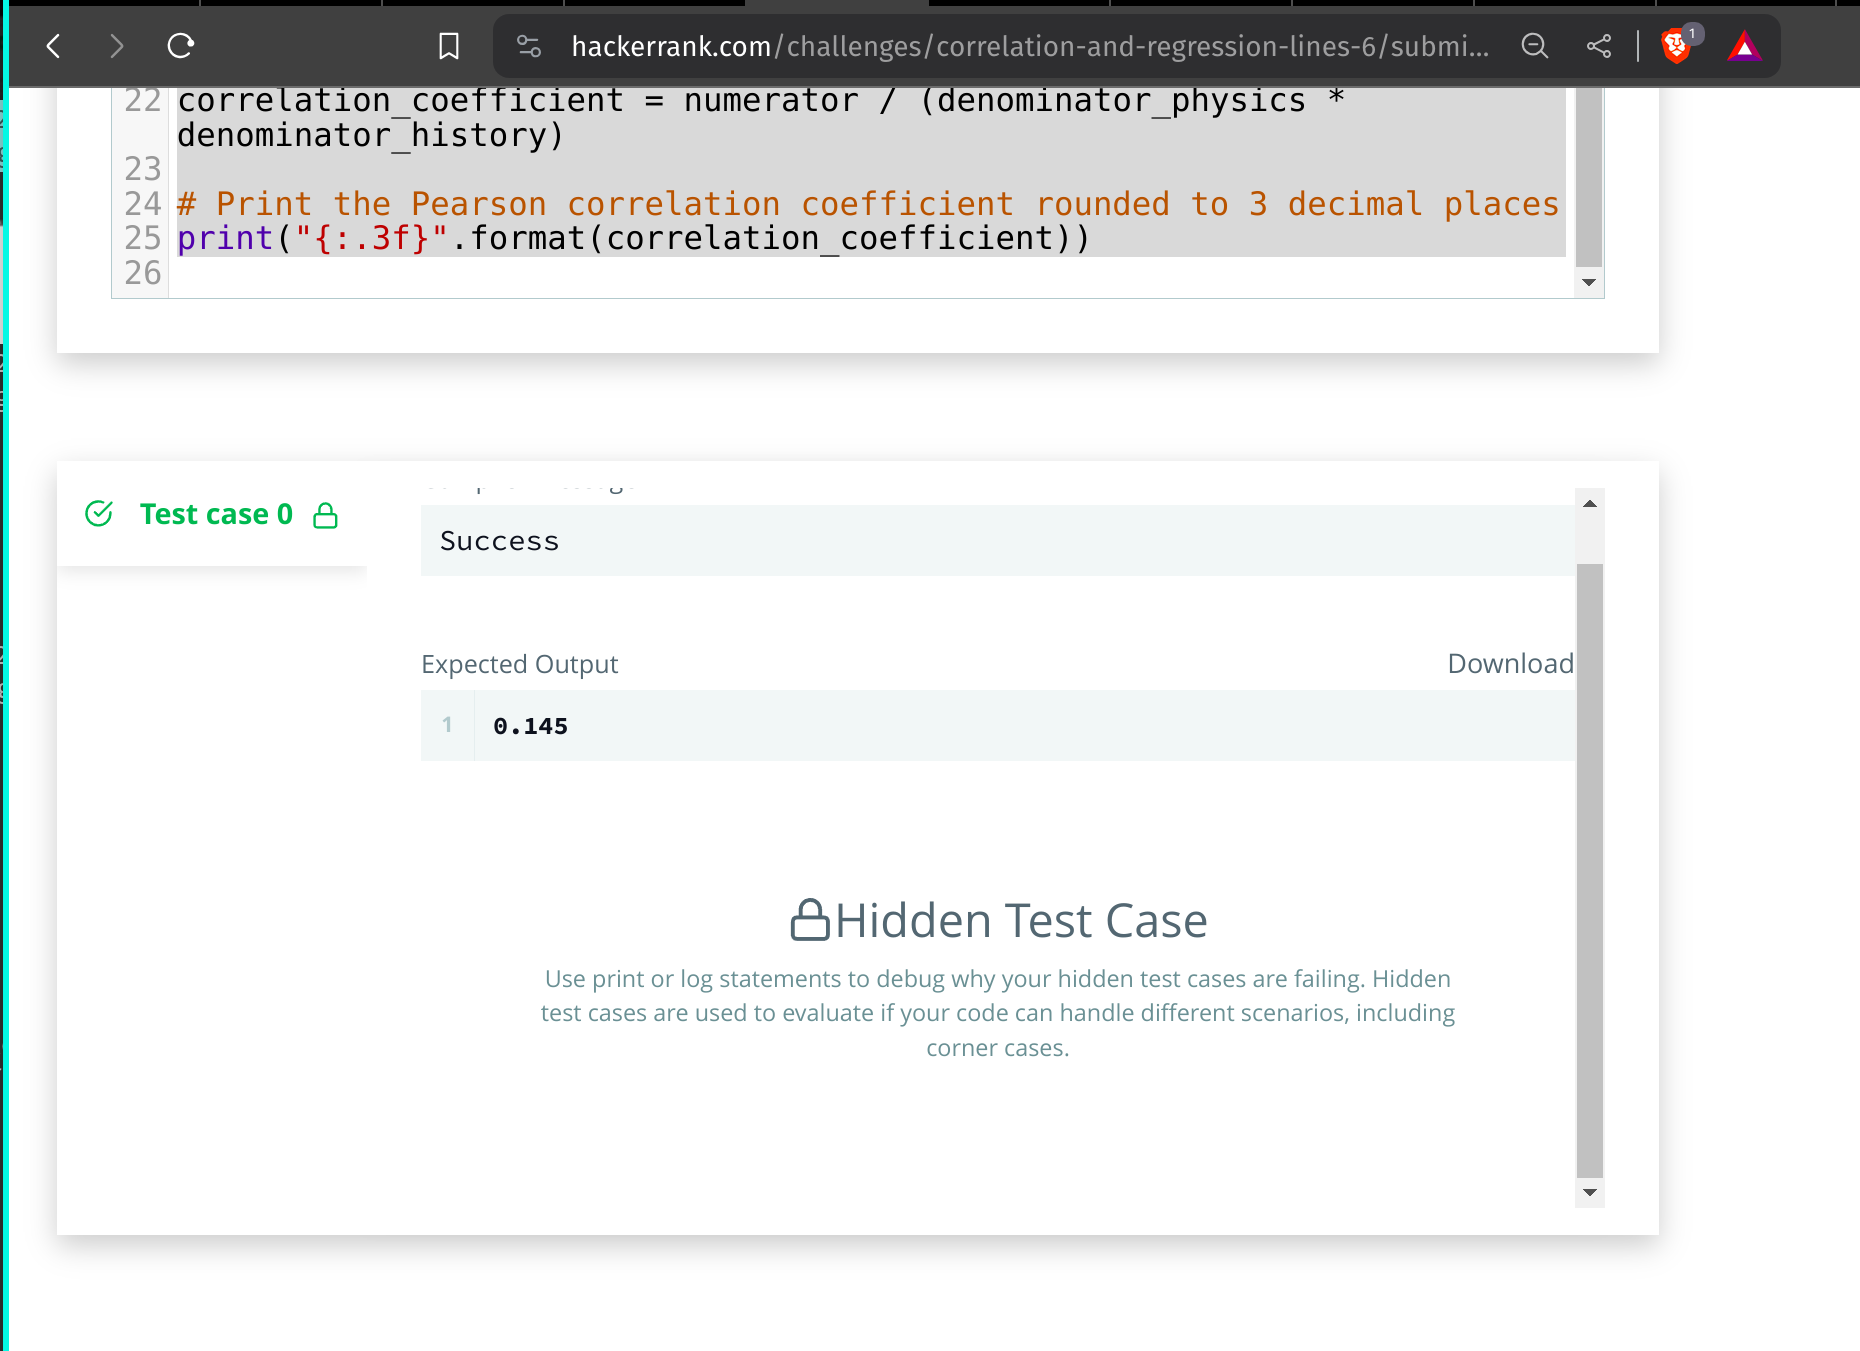 hackerrank.com/challenges/correlation-and-regression-lines-6/submi...
1
22 correlation_coefficient = numerator / (denominator_physics *
denominator_history)
23
24 # Print the Pearson correlation coefficient rounded to 3 decimal places
25 print("{:.3f}".format(correlation_coefficient))
26
Test case 0
Success
Expected Output
Download
1 0.145
Hidden Test Case
Use print or log statements to debug why your hidden test cases are failing. Hidden
test cases are used to evaluate if your code can handle different scenarios, including
corner cases.